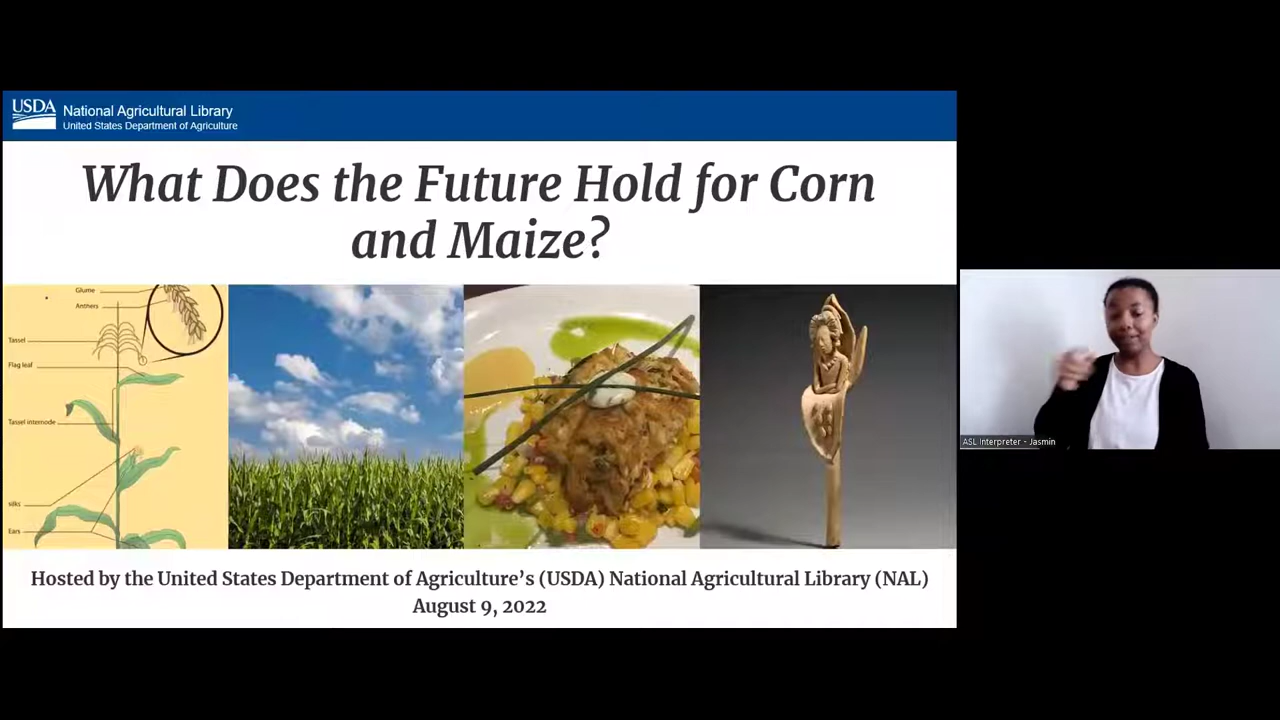 USDA
National Agricultural Library
United States Department of Agriculture
What Does the Future Hold for Corn
and Maize?
Glume
Anthers
Tassel
Flag leaf
Tassel internode
silks
Ears
ASL Interpreter - Jasmin
Hosted by the United States Department of Agriculture's (USDA) National Agricultural Library (NAL)
August 9, 2022